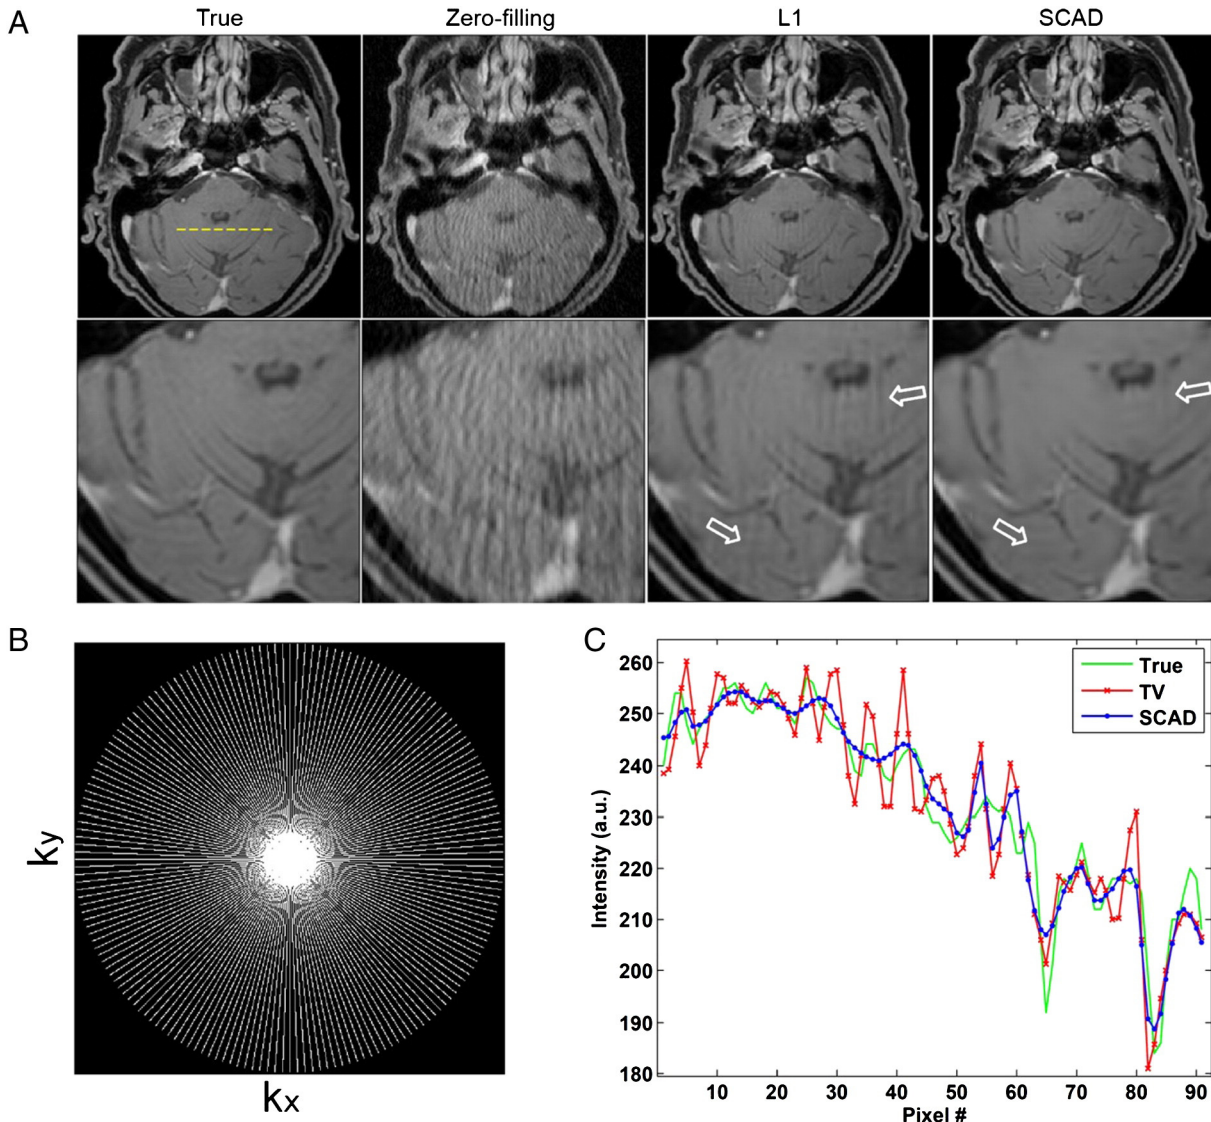 A
True
Zero-filling
L1
SCAD
B
ky
kx
C
Intensity (a.u.)
260
250
240
230
220
210
200
190
180
True
TV
SCAD
10 20 30 40 50 60 70 80 90
Pixel #